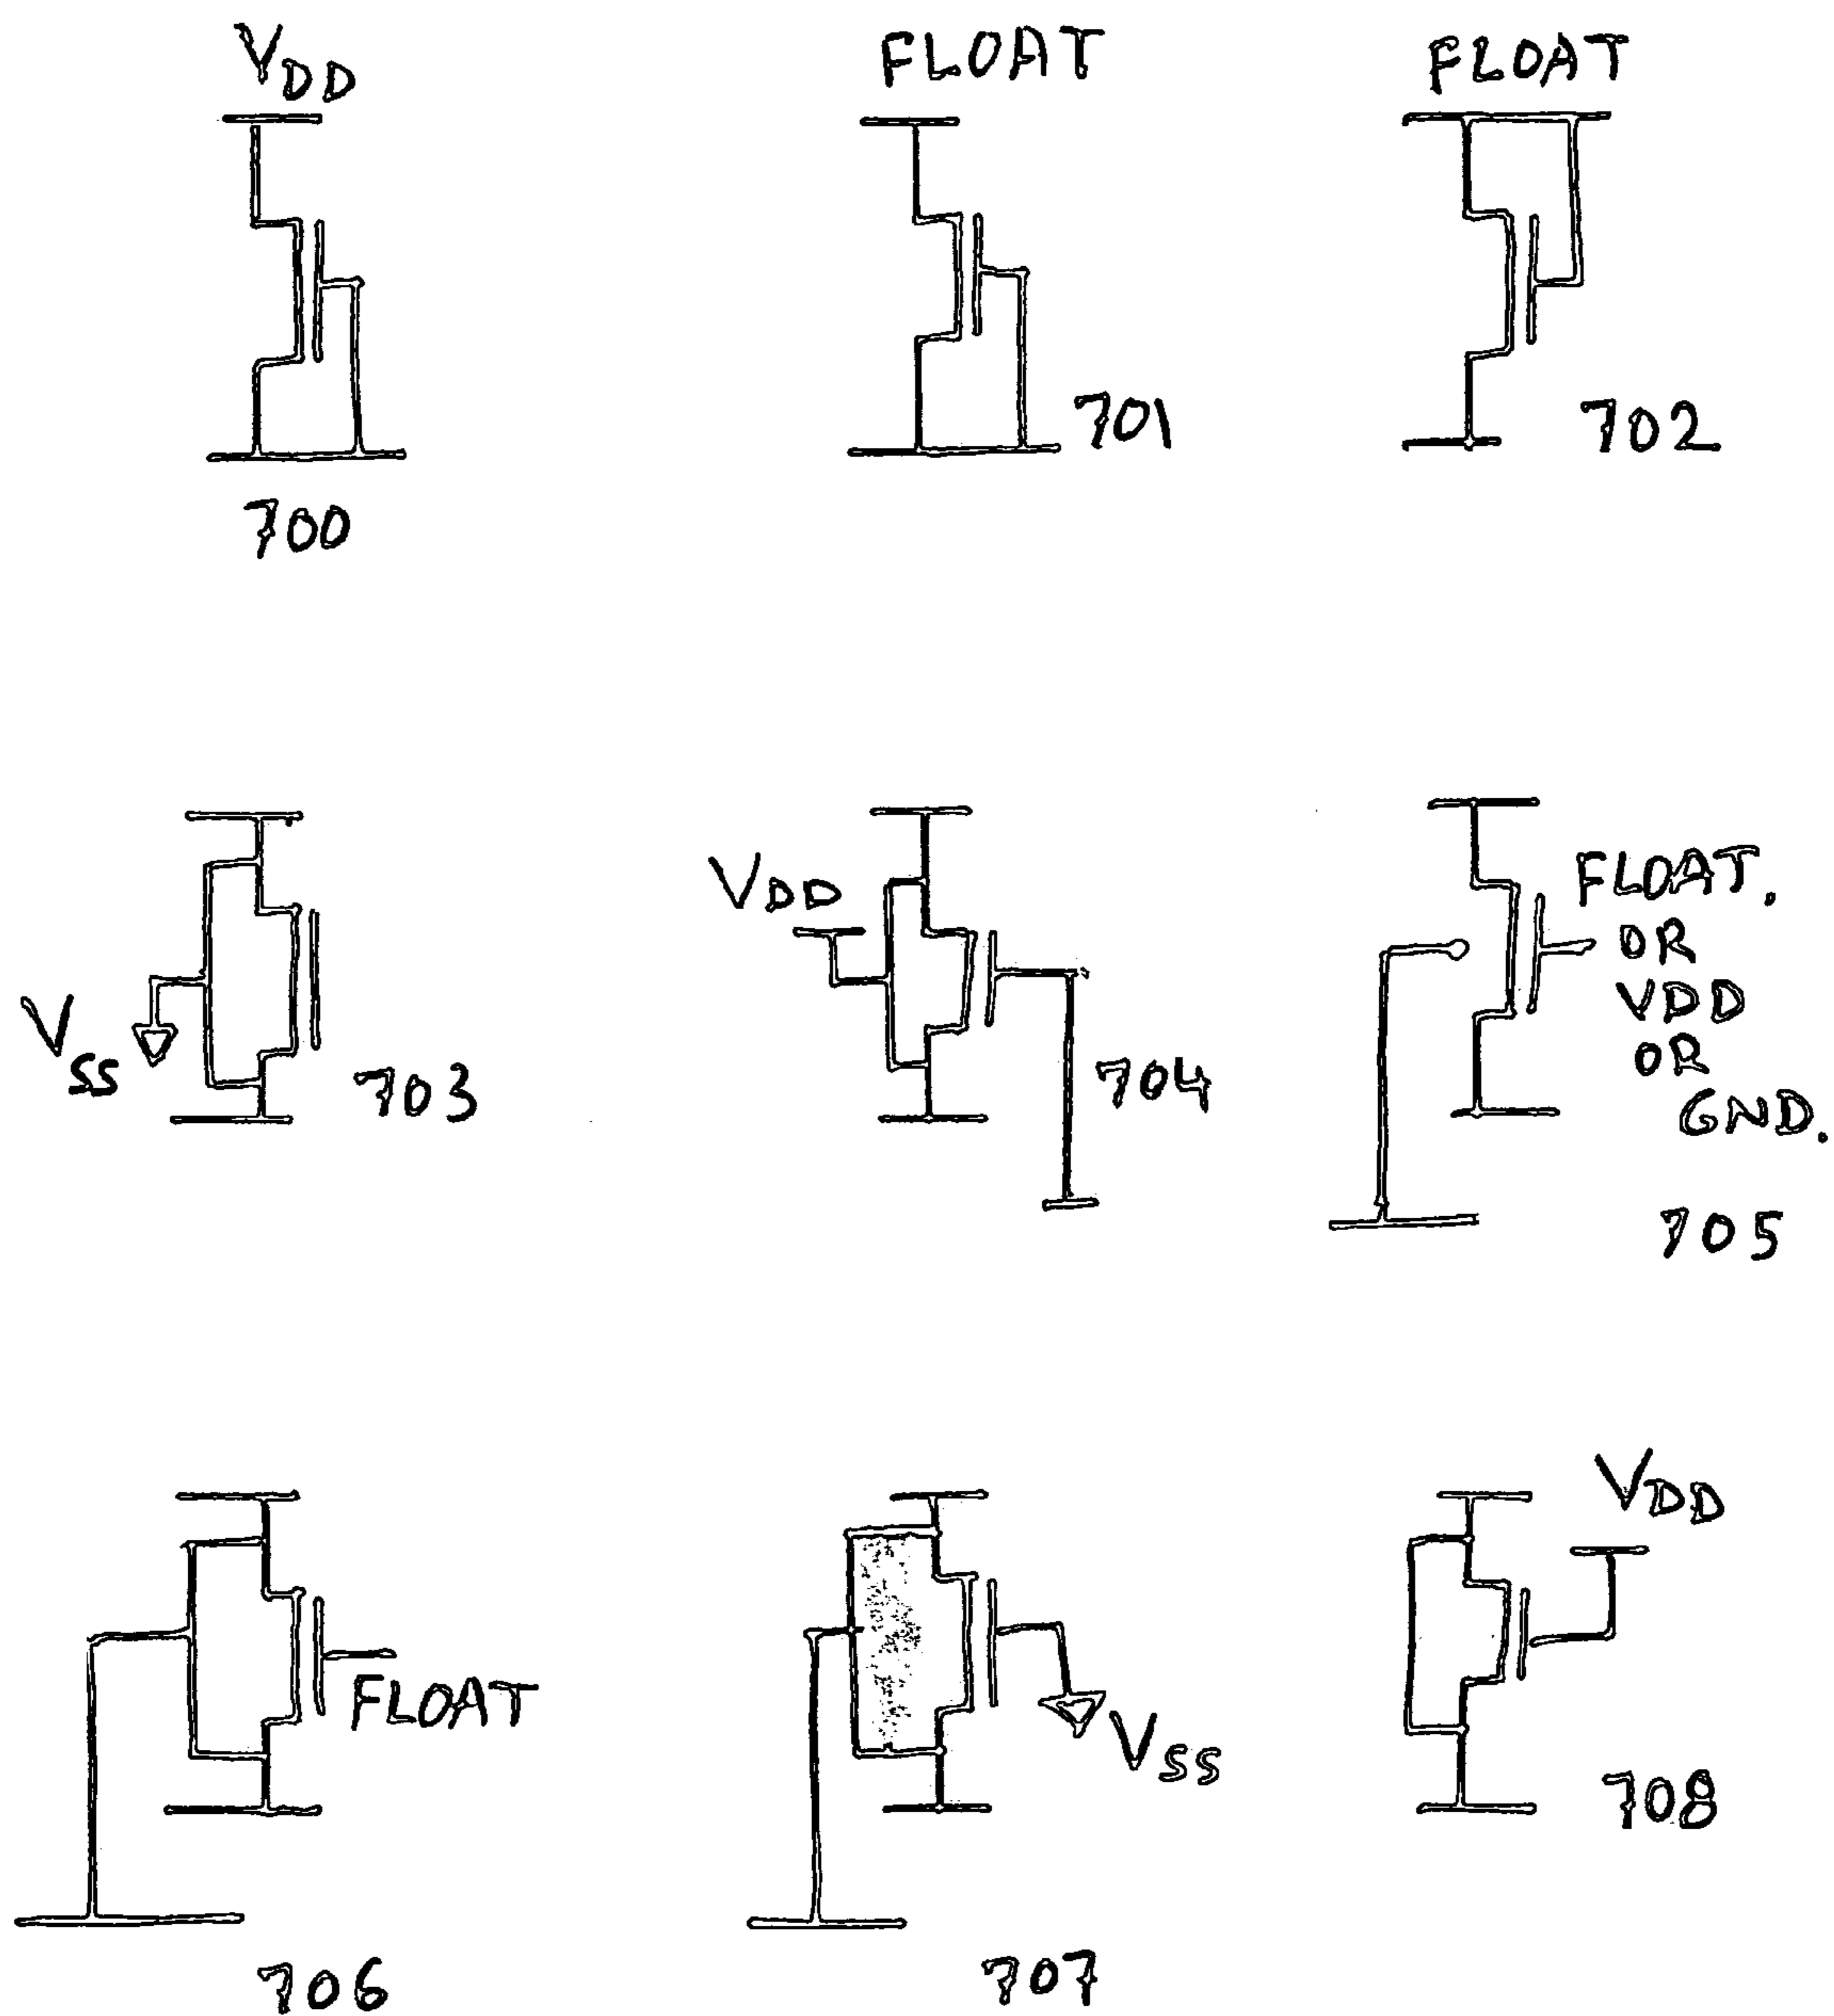 VDD
FLOAT
FLOAT
700
701
702
VSS
703
VDD
704
FLOAT.
OR
VDD
OR
GND.
705
FLOAT
706
VSS
707
VDD
708